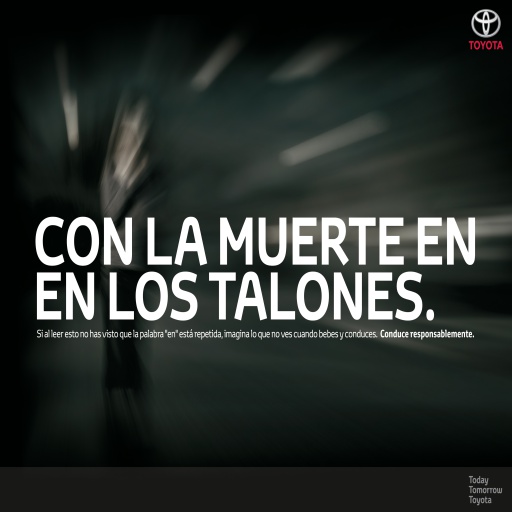 TOYOTA
CON LA MUERTE EN
EN LOS TALONES.
Si al leer esto no has visto que la palabra "en" está repetida, imagina lo que no ves cuando bebes y conduces. Conduce responsablemente.
Today
Tomorrow
Toyota